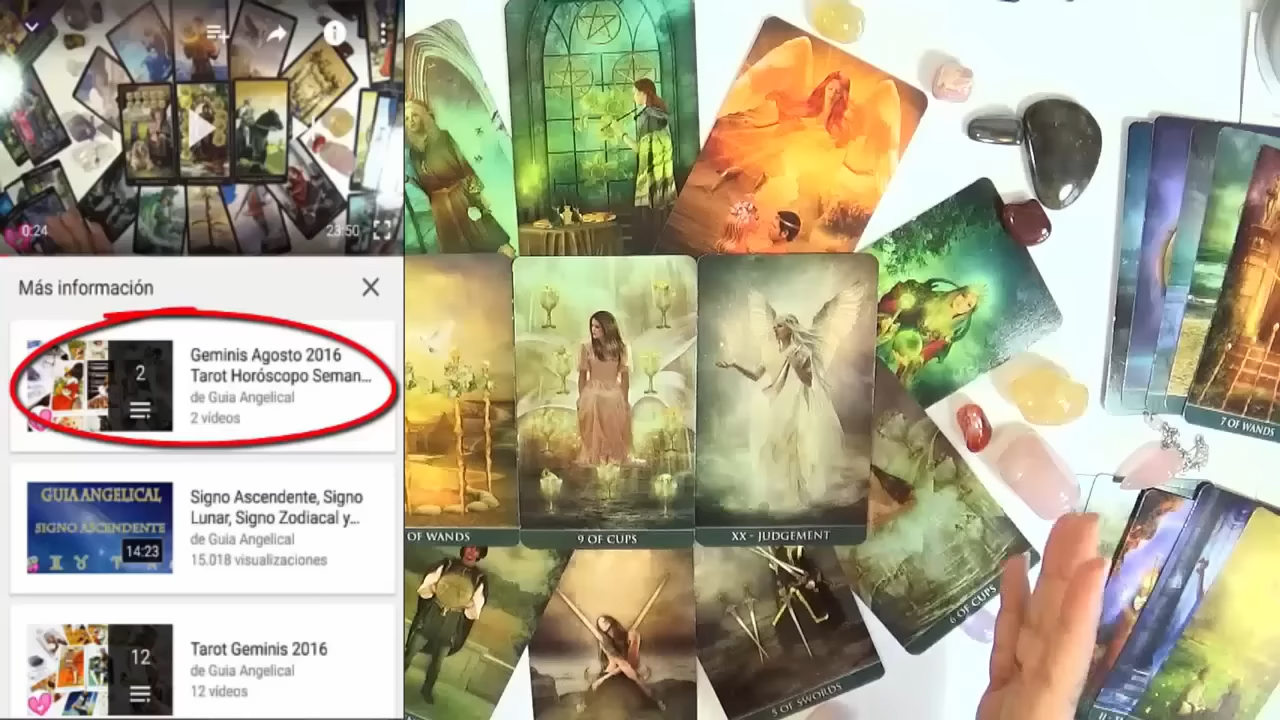 0:24
23:50
Más información
Geminis Agosto 2016
Tarot Horóscopo Seman...
de Guia Angelical
2 vídeos
2
GUIA ANGELICAL
SIGNO ASCENDENTE
14:23
Signo Ascendente, Signo
Lunar, Signo Zodiacal y...
de Guia Angelical
15.018 visualizaciones
12
Tarot Geminis 2016
de Guia Angelical
12 vídeos
OF WANDS
9 OF CUPS
XX - JUDGEMENT
7 OF WANDS
6 OF CUPS
5 OF SWORDS